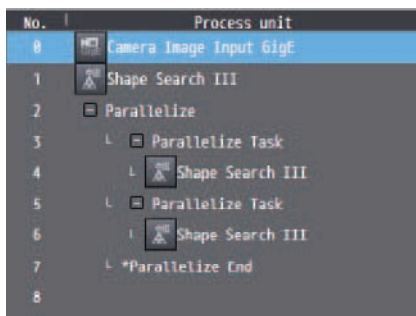 No. Process unit
0 Camera Image Input GigE
1 Shape Search III
2 Parallelize
3 Parallelize Task
4 Shape Search III
5 Parallelize Task
6 Shape Search III
7 *Parallelize End
8